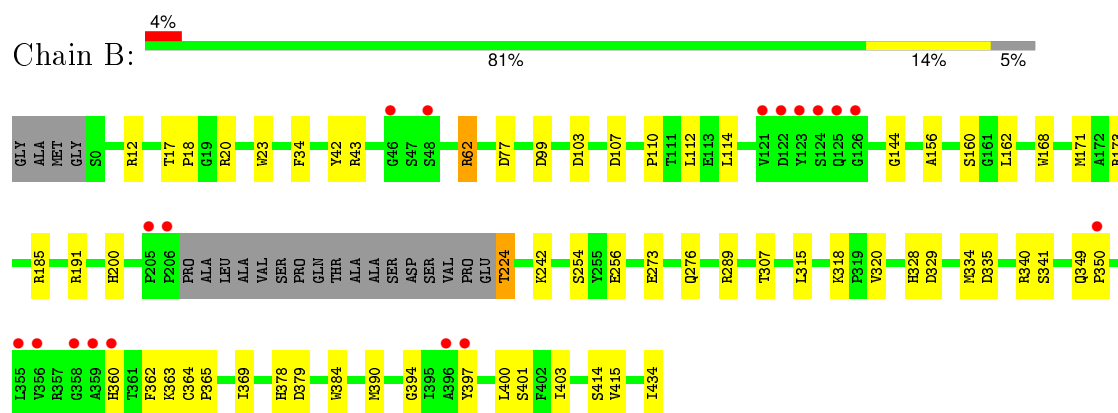 4%
Chain B:
81% 14% 5%
GLY ALA MET GLY S0 R12 T17 P18 G19 R20 W23 F34 Y42 R43 G46 S47 S48 R62 D77 D99 D103 D107 P110 T111 L112 E113 L114 V121 D122 Y123 S124 Q125 G126 G144 A156 S160 G161 L162 W168 M171 A172
R185 R191 H200 P205 P206 PRO ALA LEU ALA VAL SER PRO GLN THR ALA ALA SER ASP SER VAL PRO GLU T224 K242 S254 Y255 E256 E273 Q276 R289 T307 L315 K318 P319 V320 H328 D329 M334 D335 R340 S341 Q349 P350
L355 V356 R357 G358 A359 H360 T361 F362 K363 C364 P365 I369 H378 D379 W384 M390 G394 I395 A396 Y397 L400 S401 F402 I403 S414 V415 I434